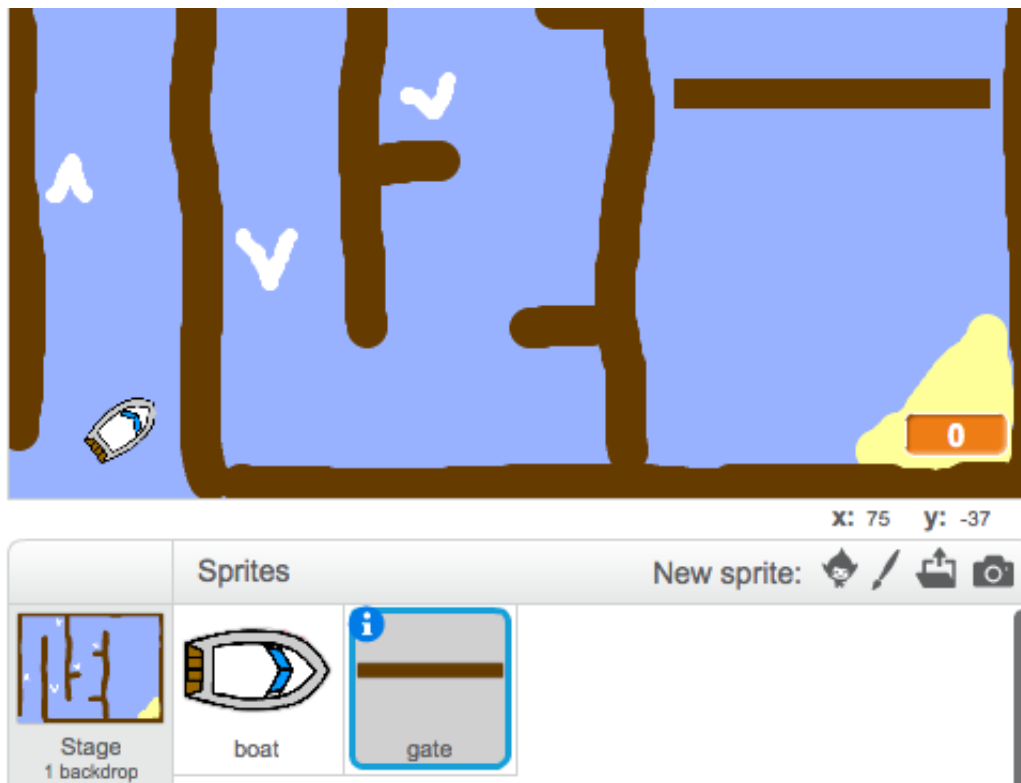 0
x: 75 y: -37
Sprites
New sprite:
i
Stage
1 backdrop
boat
gate